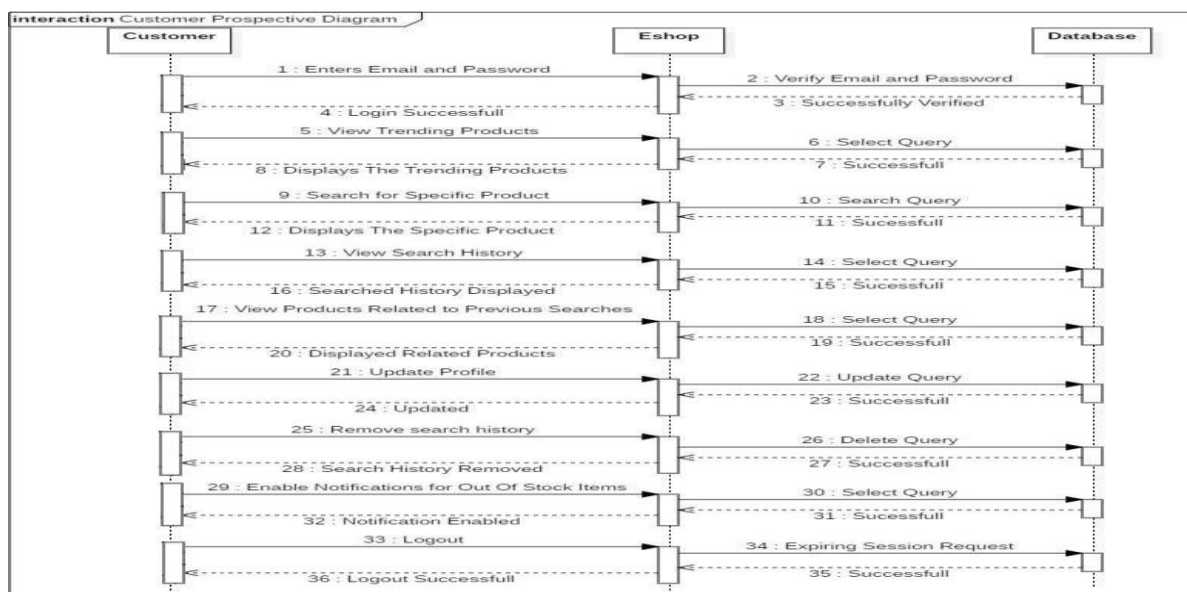 interaction Customer Prospective Diagram
Customer
Eshop
Database
1 : Enters Email and Password
2 : Verify Email and Password
3 : Successfully Verified
4 : Login Successfull
5 : View Trending Products
6 : Select Query
7 : Successfull
8 : Displays The Trending Products
9 : Search for Specific Product
10 : Search Query
11 : Sucessfull
12 : Displays The Specific Product
13 : View Search History
14 : Select Query
15 : Sucessfull
16 : Searched History Displayed
17 : View Products Related to Previous Searches
18 : Select Query
19 : Successfull
20 : Displayed Related Products
21 : Update Profile
22 : Update Query
23 : Successfull
24 : Updated
25 : Remove search history
26 : Delete Query
27 : Successfull
28 : Search History Removed
29 : Enable Notifications for Out Of Stock Items
30 : Select Query
31 : Sucessfull
32 : Notification Enabled
33 : Logout
34 : Expiring Session Request
35 : Successfull
36 : Logout Successfull